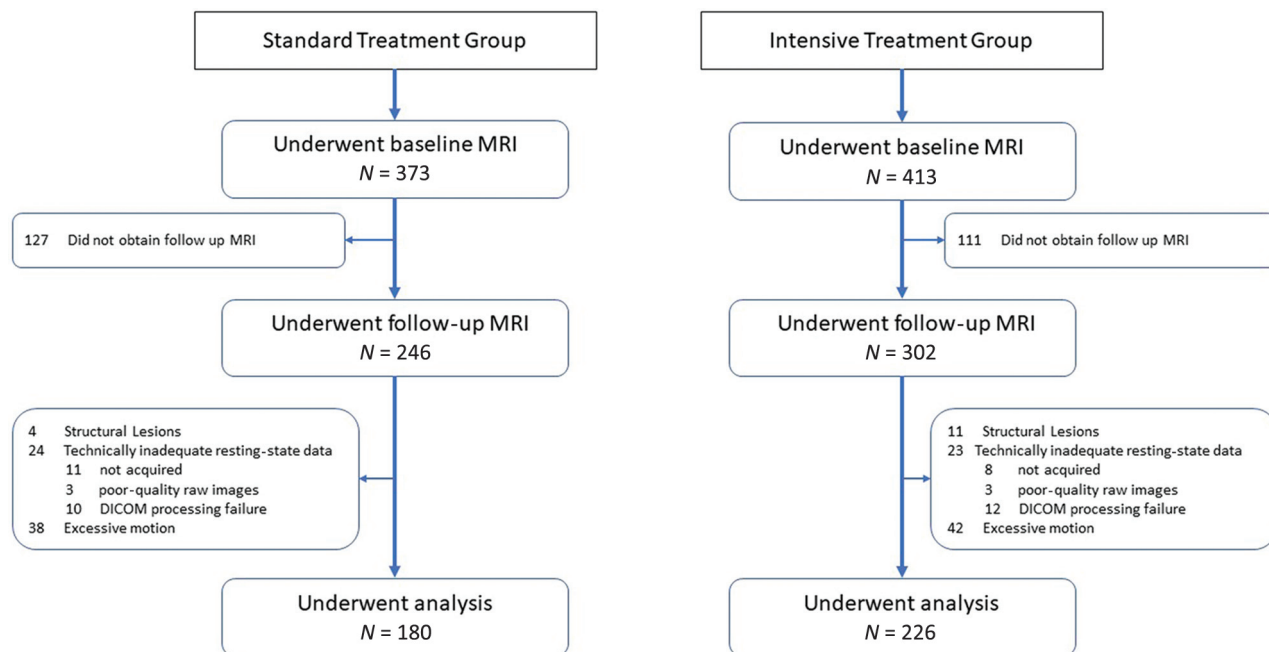 Standard Treatment Group
Underwent baseline MRI
N = 373
127 Did not obtain follow up MRI
Underwent follow-up MRI
N = 246
4 Structural Lesions
24 Technically inadequate resting-state data
11 not acquired
3 poor-quality raw images
10 DICOM processing failure
38 Excessive motion
Underwent analysis
N = 180
Intensive Treatment Group
Underwent baseline MRI
N = 413
111 Did not obtain follow up MRI
Underwent follow-up MRI
N = 302
11 Structural Lesions
23 Technically inadequate resting-state data
8 not acquired
3 poor-quality raw images
12 DICOM processing failure
42 Excessive motion
Underwent analysis
N = 226